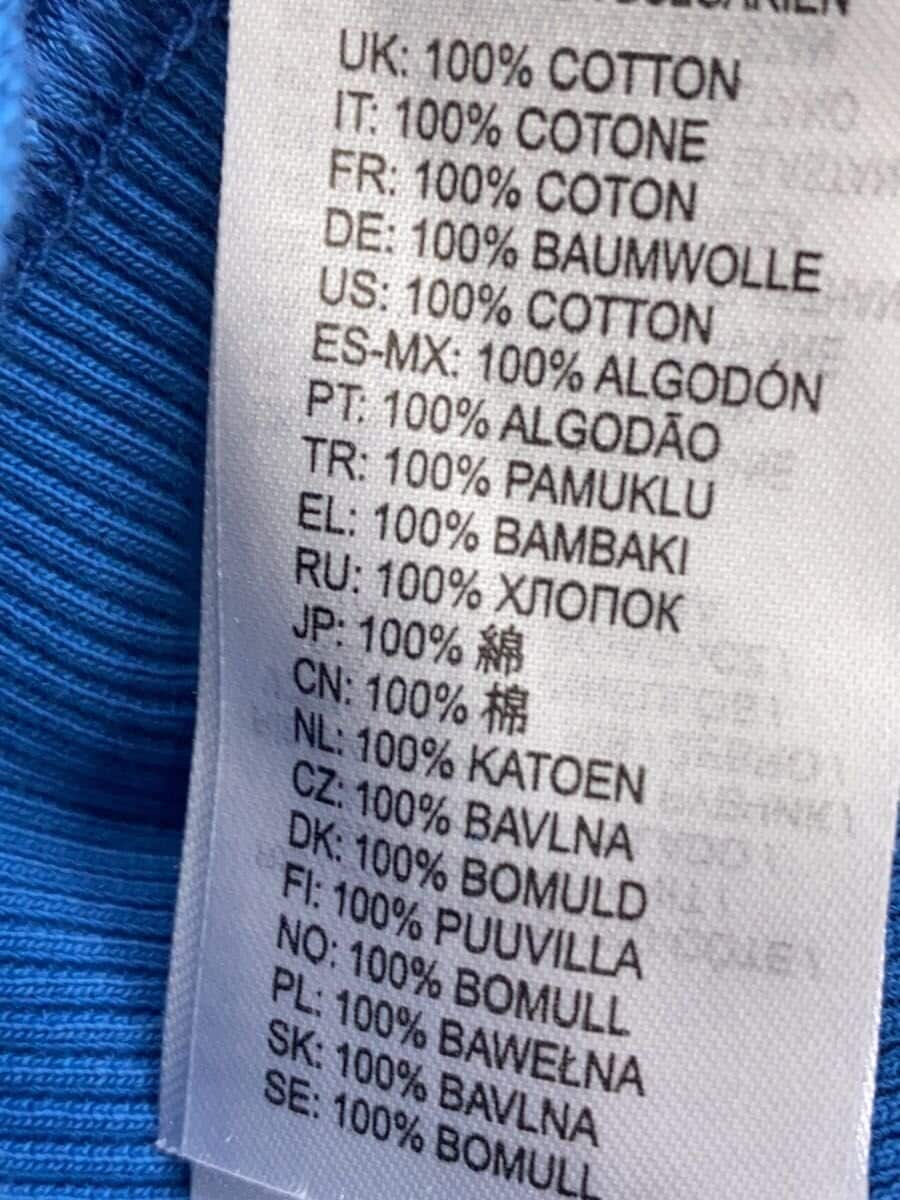 UK: 100% COTTON
IT: 100% COTONE
FR: 100% COTON
DE: 100% BAUMWOLLE
US: 100% COTTON
ES-MX: 100% ALGODÓN
PT: 100% ALGODÃO
TR: 100% PAMUKLU
EL: 100% BAMBAKI
RU: 100% ХЛОПОК
JP: 100% 綿
CN: 100% 棉
NL: 100% KATOEN
CZ: 100% BAVLNA
DK: 100% BOMULD
FI: 100% PUUVILLA
NO: 100% BOMULL
PL: 100% BAWEŁNA
SK: 100% BAVLNA
SE: 100% BOMULL